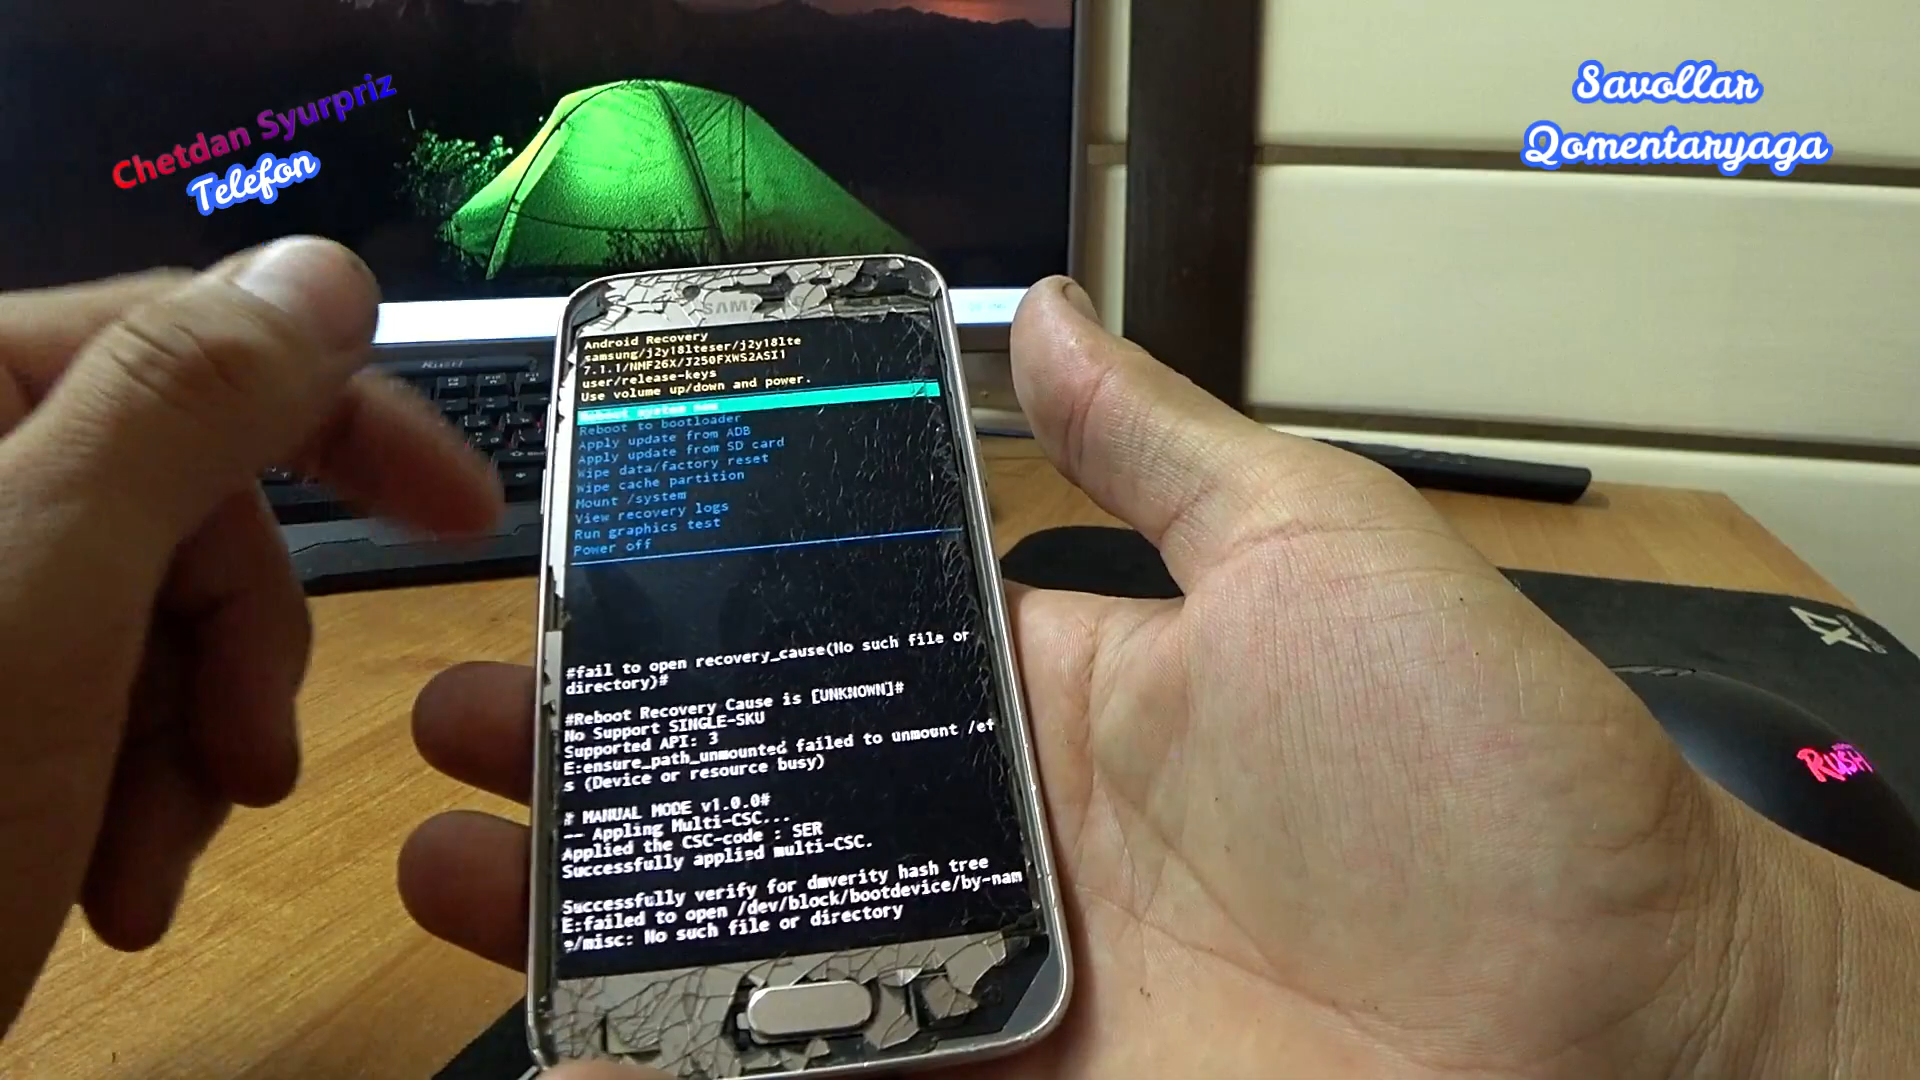 Chetdan Syurpriz
Telefon
Savollar
Qomentaryaga
SAMS
Android Recovery
samsung/j2y18lteser/j2y18lte
7.1.1/NMF26X/J250FXWS2ASI1
user/release-keys
Use volume up/down and power.
Reboot system now
Reboot to bootloader
Apply update from ADB
Apply update from SD card
Wipe data/factory reset
Wipe cache partition
Mount /system
View recovery logs
Run graphics test
Power off
#fail to open recovery_cause(No such file or
directory)#
#Reboot Recovery Cause is [UNKNOWN]#
No Support SINGLE-SKU
Supported API: 3
E:ensure_path_unmounted failed to unmount /ef
s (Device or resource busy)
# MANUAL MODE v1.0.0#
-- Appling Multi-CSC...
Applied the CSC-code : SER
Successfully applied multi-CSC.
Successfully verify for dmverity hash tree
E:failed to open /dev/block/bootdevice/by-nam
e/misc: No such file or directory
X7
Rush